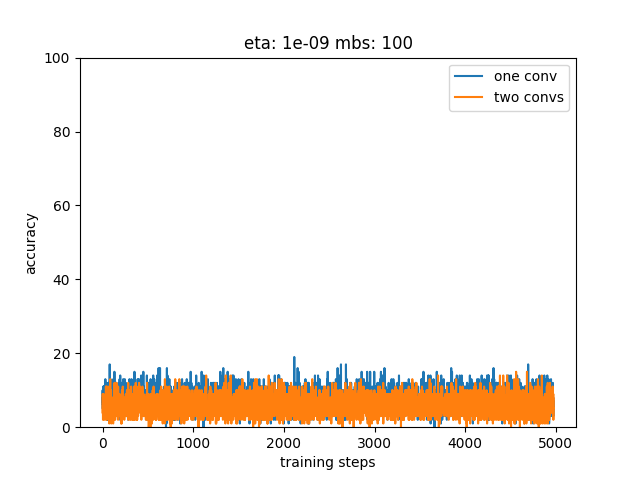 eta: 1e-09 mbs: 100
one conv
two convs
100
80
60
40
20
0
accuracy
0 1000 2000 3000 4000 5000
training steps